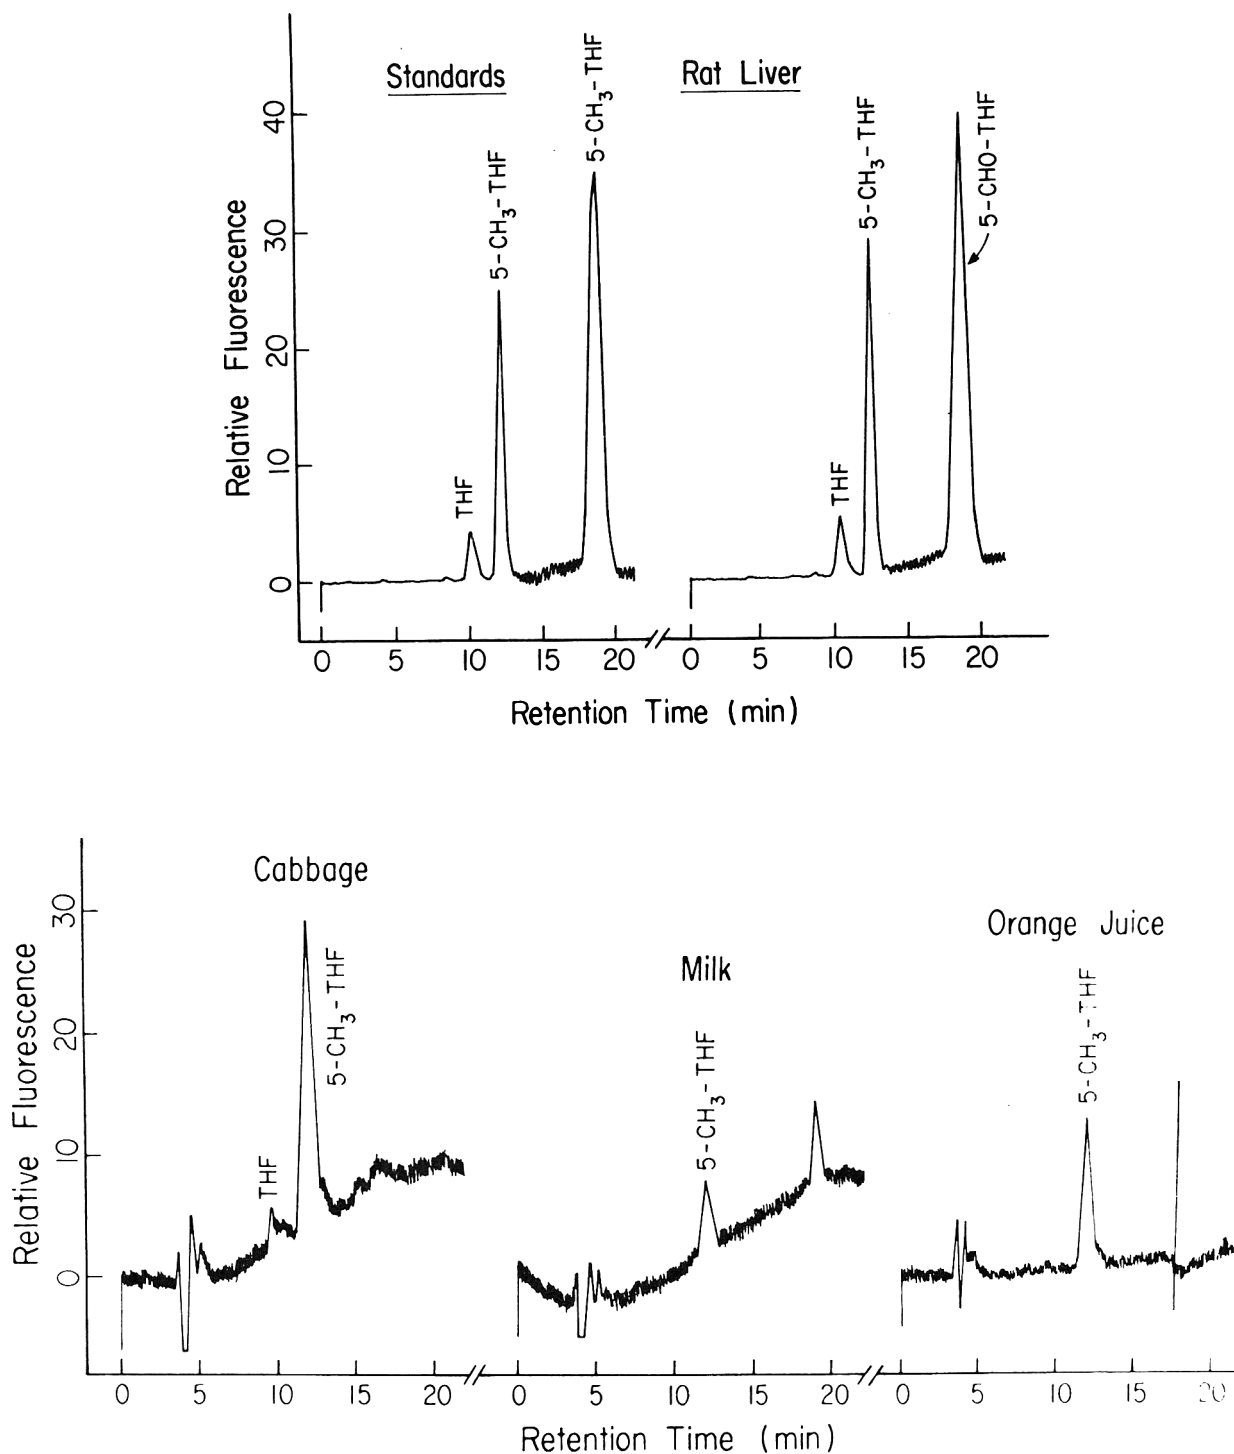 Standards
Rat Liver
40
30
20
10
0
Relative Fluorescence
THF
5-CH₃-THF
5-CH₃-THF
THF
5-CH₃-THF
5-CHO-THF
0 5 10 15 20 0 5 10 15 20
Retention Time (min)
Cabbage
Milk
Orange Juice
30
20
10
0
Relative Fluorescence
THF
5-CH₃-THF
5-CH₃-THF
5-CH₃-THF
0 5 10 15 20 0 5 10 15 20 0 5 10 15 20
Retention Time (min)